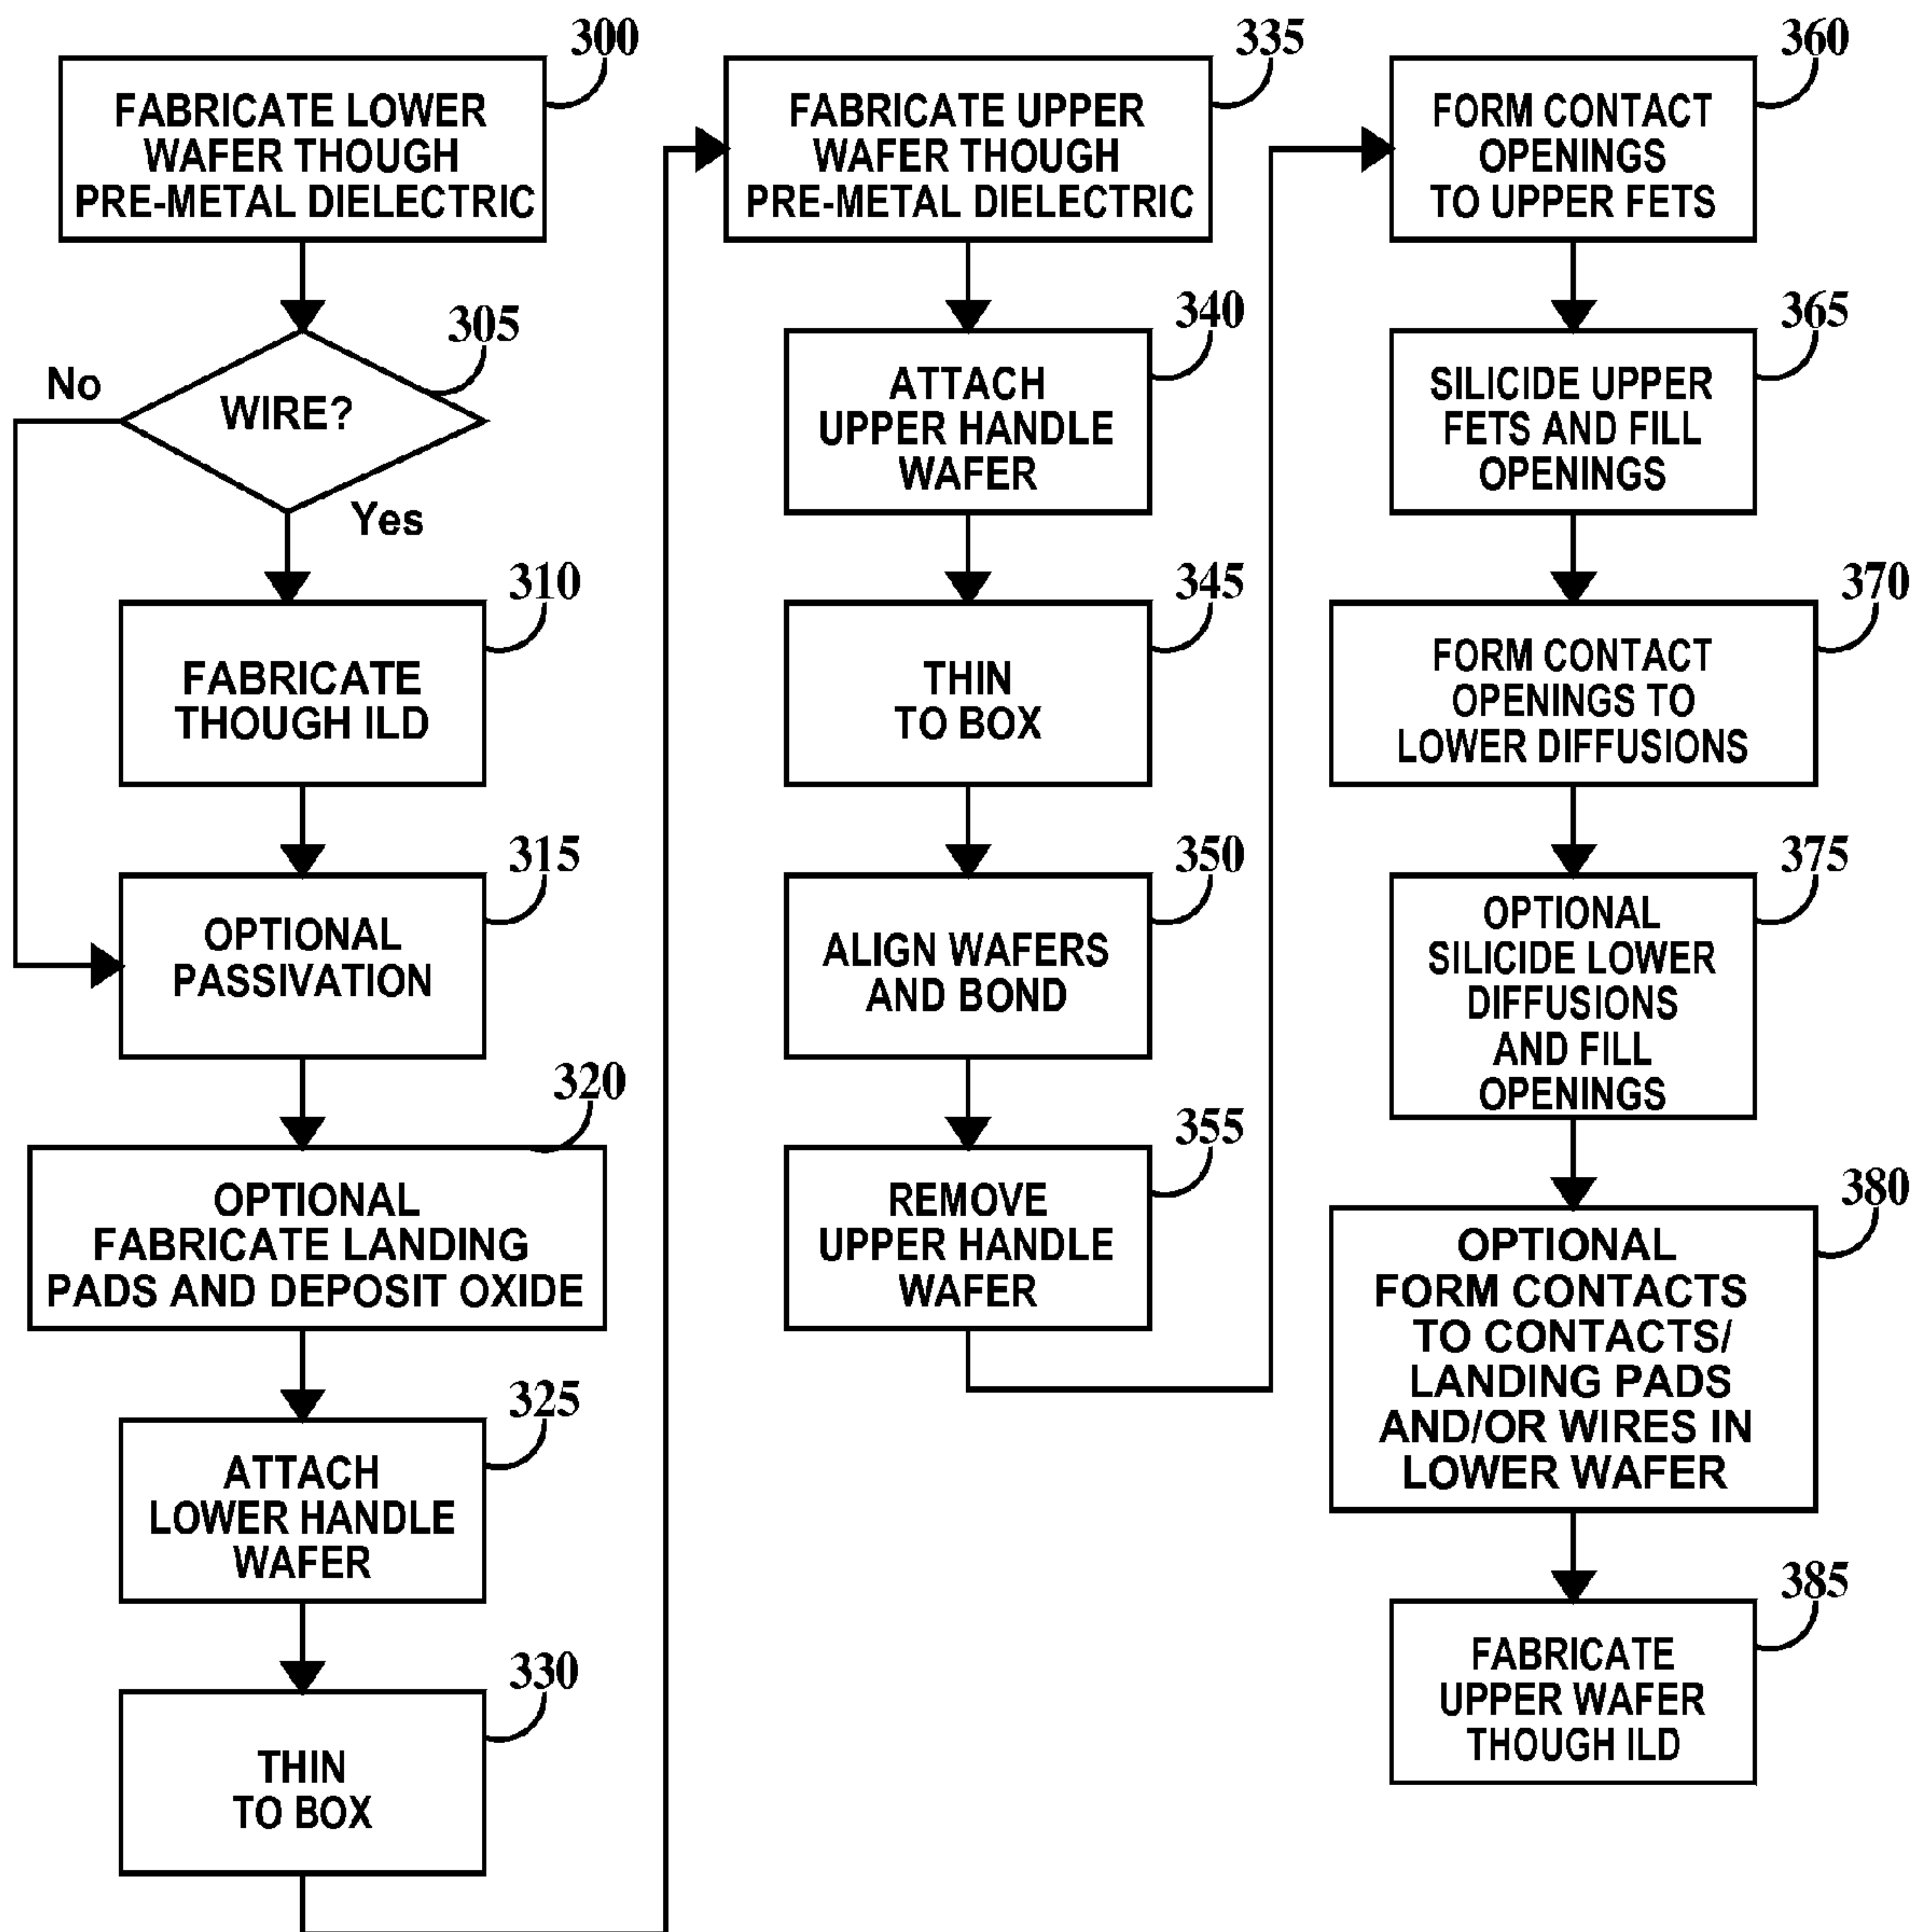 300
FABRICATE LOWER
WAFER THOUGH
PRE-METAL DIELECTRIC
305
WIRE?
No
Yes
310
FABRICATE
THOUGH ILD
315
OPTIONAL
PASSIVATION
320
OPTIONAL
FABRICATE LANDING
PADS AND DEPOSIT OXIDE
325
ATTACH
LOWER HANDLE
WAFER
330
THIN
TO BOX
335
FABRICATE UPPER
WAFER THOUGH
PRE-METAL DIELECTRIC
340
ATTACH
UPPER HANDLE
WAFER
345
THIN
TO BOX
350
ALIGN WAFERS
AND BOND
355
REMOVE
UPPER HANDLE
WAFER
360
FORM CONTACT
OPENINGS
TO UPPER FETS
365
SILICIDE UPPER
FETS AND FILL
OPENINGS
370
FORM CONTACT
OPENINGS TO
LOWER DIFFUSIONS
375
OPTIONAL
SILICIDE LOWER
DIFFUSIONS
AND FILL
OPENINGS
380
OPTIONAL
FORM CONTACTS
TO CONTACTS/
LANDING PADS
AND/OR WIRES IN
LOWER WAFER
385
FABRICATE
UPPER WAFER
THOUGH ILD